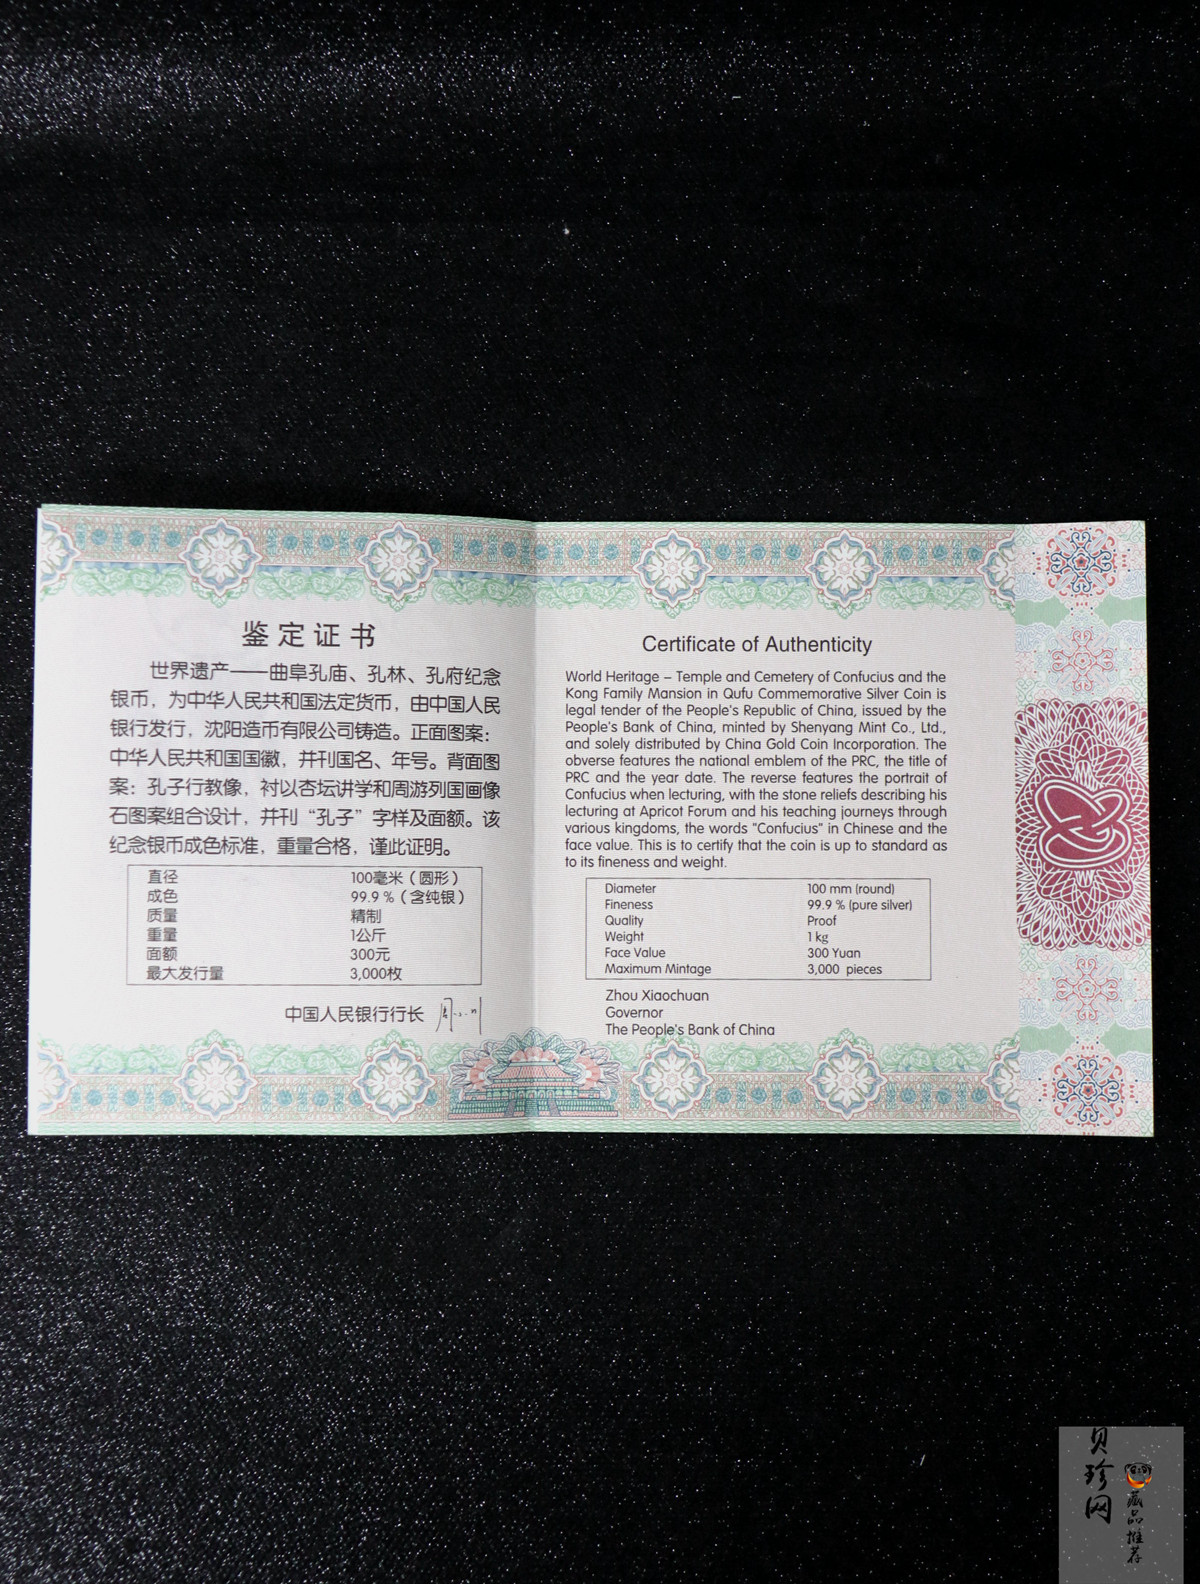 鉴定证书
世界遗产——曲阜孔庙、孔林、孔府纪念
银币，为中华人民共和国法定货币，由中国人民
银行发行，沈阳造币有限公司铸造。正面图案：
中华人民共和国国徽，并刊国名、年号。背面图
案：孔子行教像，衬以杏坛讲学和周游列国画像
石图案组合设计，并刊“孔子”字样及面额。该
纪念银币成色标准，重量合格，谨此证明。
直径 100毫米（圆形）
成色 99.9%（含纯银）
质量 精制
重量 1公斤
面额 300元
最大发行量 3,000枚
中国人民银行行长
Certificate of Authenticity
World Heritage – Temple and Cemetery of Confucius and the
Kong Family Mansion in Qufu Commemorative Silver Coin is
legal tender of the People's Republic of China, issued by the
People's Bank of China, minted by Shenyang Mint Co., Ltd.,
and solely distributed by China Gold Coin Incorporation. The
obverse features the national emblem of the PRC, the title of
PRC and the year date. The reverse features the portrait of
Confucius when lecturing, with the stone reliefs describing his
lecturing at Apricot Forum and his teaching journeys through
various kingdoms, the words "Confucius" in Chinese and the
face value. This is to certify that the coin is up to standard as
to its fineness and weight.
Diameter 100 mm (round)
Fineness 99.9 % (pure silver)
Quality Proof
Weight 1 kg
Face Value 300 Yuan
Maximum Mintage 3,000 pieces
Zhou Xiaochuan
Governor
The People's Bank of China
贝珍网
藏品推荐